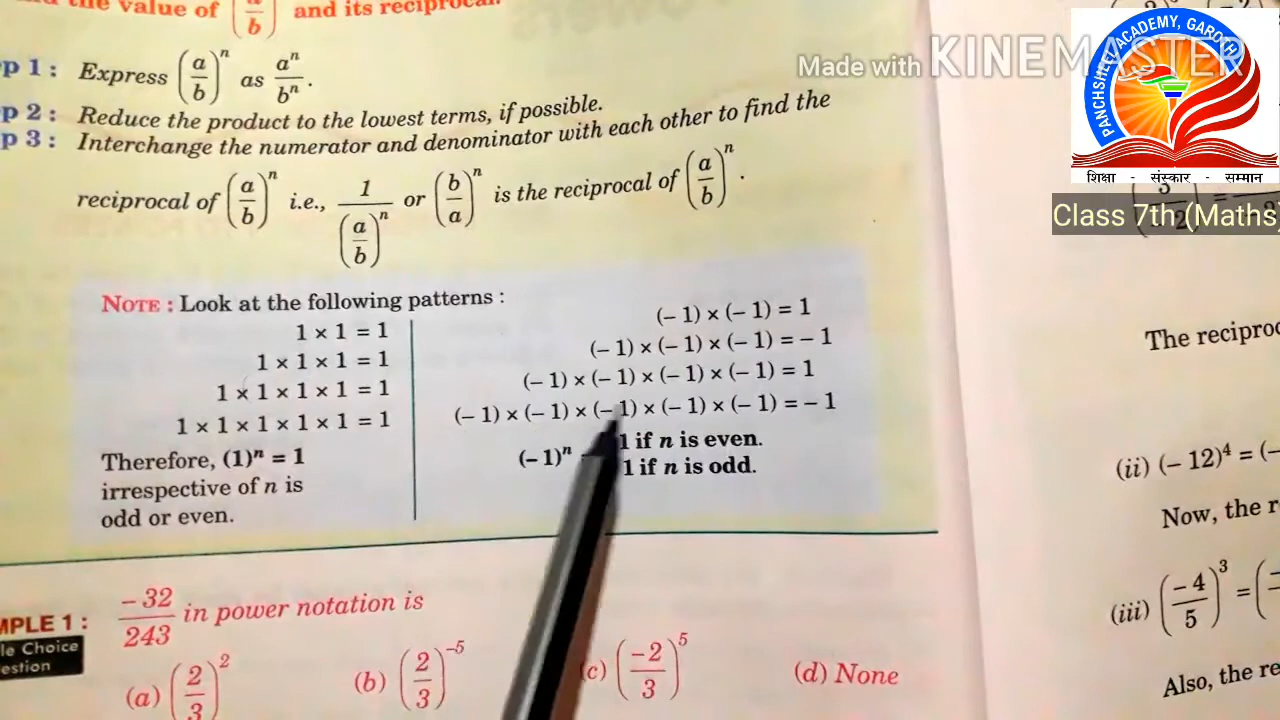 the value of (a/b) and its reciprocal.
p 1 : Express (a/b)^n as a^n/b^n.
p 2 : Reduce the product to the lowest terms, if possible.
p 3 : Interchange the numerator and denominator with each other to find the
reciprocal of (a/b)^n i.e., 1/(a/b)^n or (b/a)^n is the reciprocal of (a/b)^n.
NOTE : Look at the following patterns :
1 × 1 = 1
1 × 1 × 1 = 1
1 × 1 × 1 × 1 = 1
1 × 1 × 1 × 1 × 1 = 1
Therefore, (1)^n = 1
irrespective of n is
odd or even.
(– 1) × (– 1) = 1
(– 1) × (– 1) × (– 1) = – 1
(– 1) × (– 1) × (– 1) × (– 1) = 1
(– 1) × (– 1) × (– 1) × (– 1) × (– 1) = – 1
(– 1)^n
1 if n is even.
1 if n is odd.
MPLE 1 : –32/243 in power notation is
le Choice
estion
(a) (2/3)^2 (b) (2/3)^-5 (c) (–2/3)^5 (d) None
The reciproc
(ii) (– 12)^4 = (–
Now, the r
(iii) (–4/5)^3 = (
Also, the re
Made with KINEMASTER
PANCHSHEEL ACADEMY, GAROTH
शिक्षा - संस्कार - सम्मान
Class 7th (Maths)